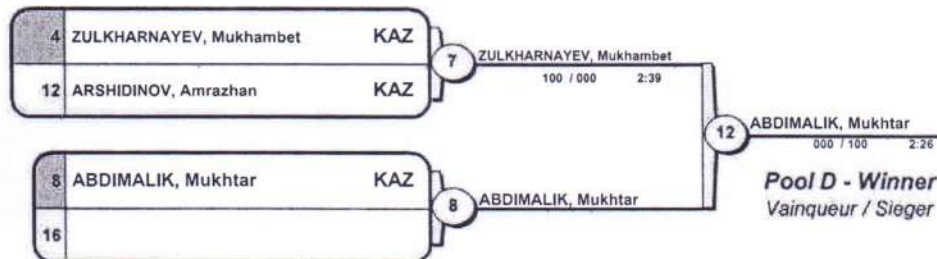 4 ZULKHARNAYEV, Mukhambet KAZ
12 ARSHIDINOV, Amrazhan KAZ
7 ZULKHARNAYEV, Mukhambet
100 / 000 2:39
8 ABDIMALIK, Mukhtar KAZ
16
8 ABDIMALIK, Mukhtar
12 ABDIMALIK, Mukhtar
000 / 100 2:26
Pool D - Winner
Vainqueur / Sieger